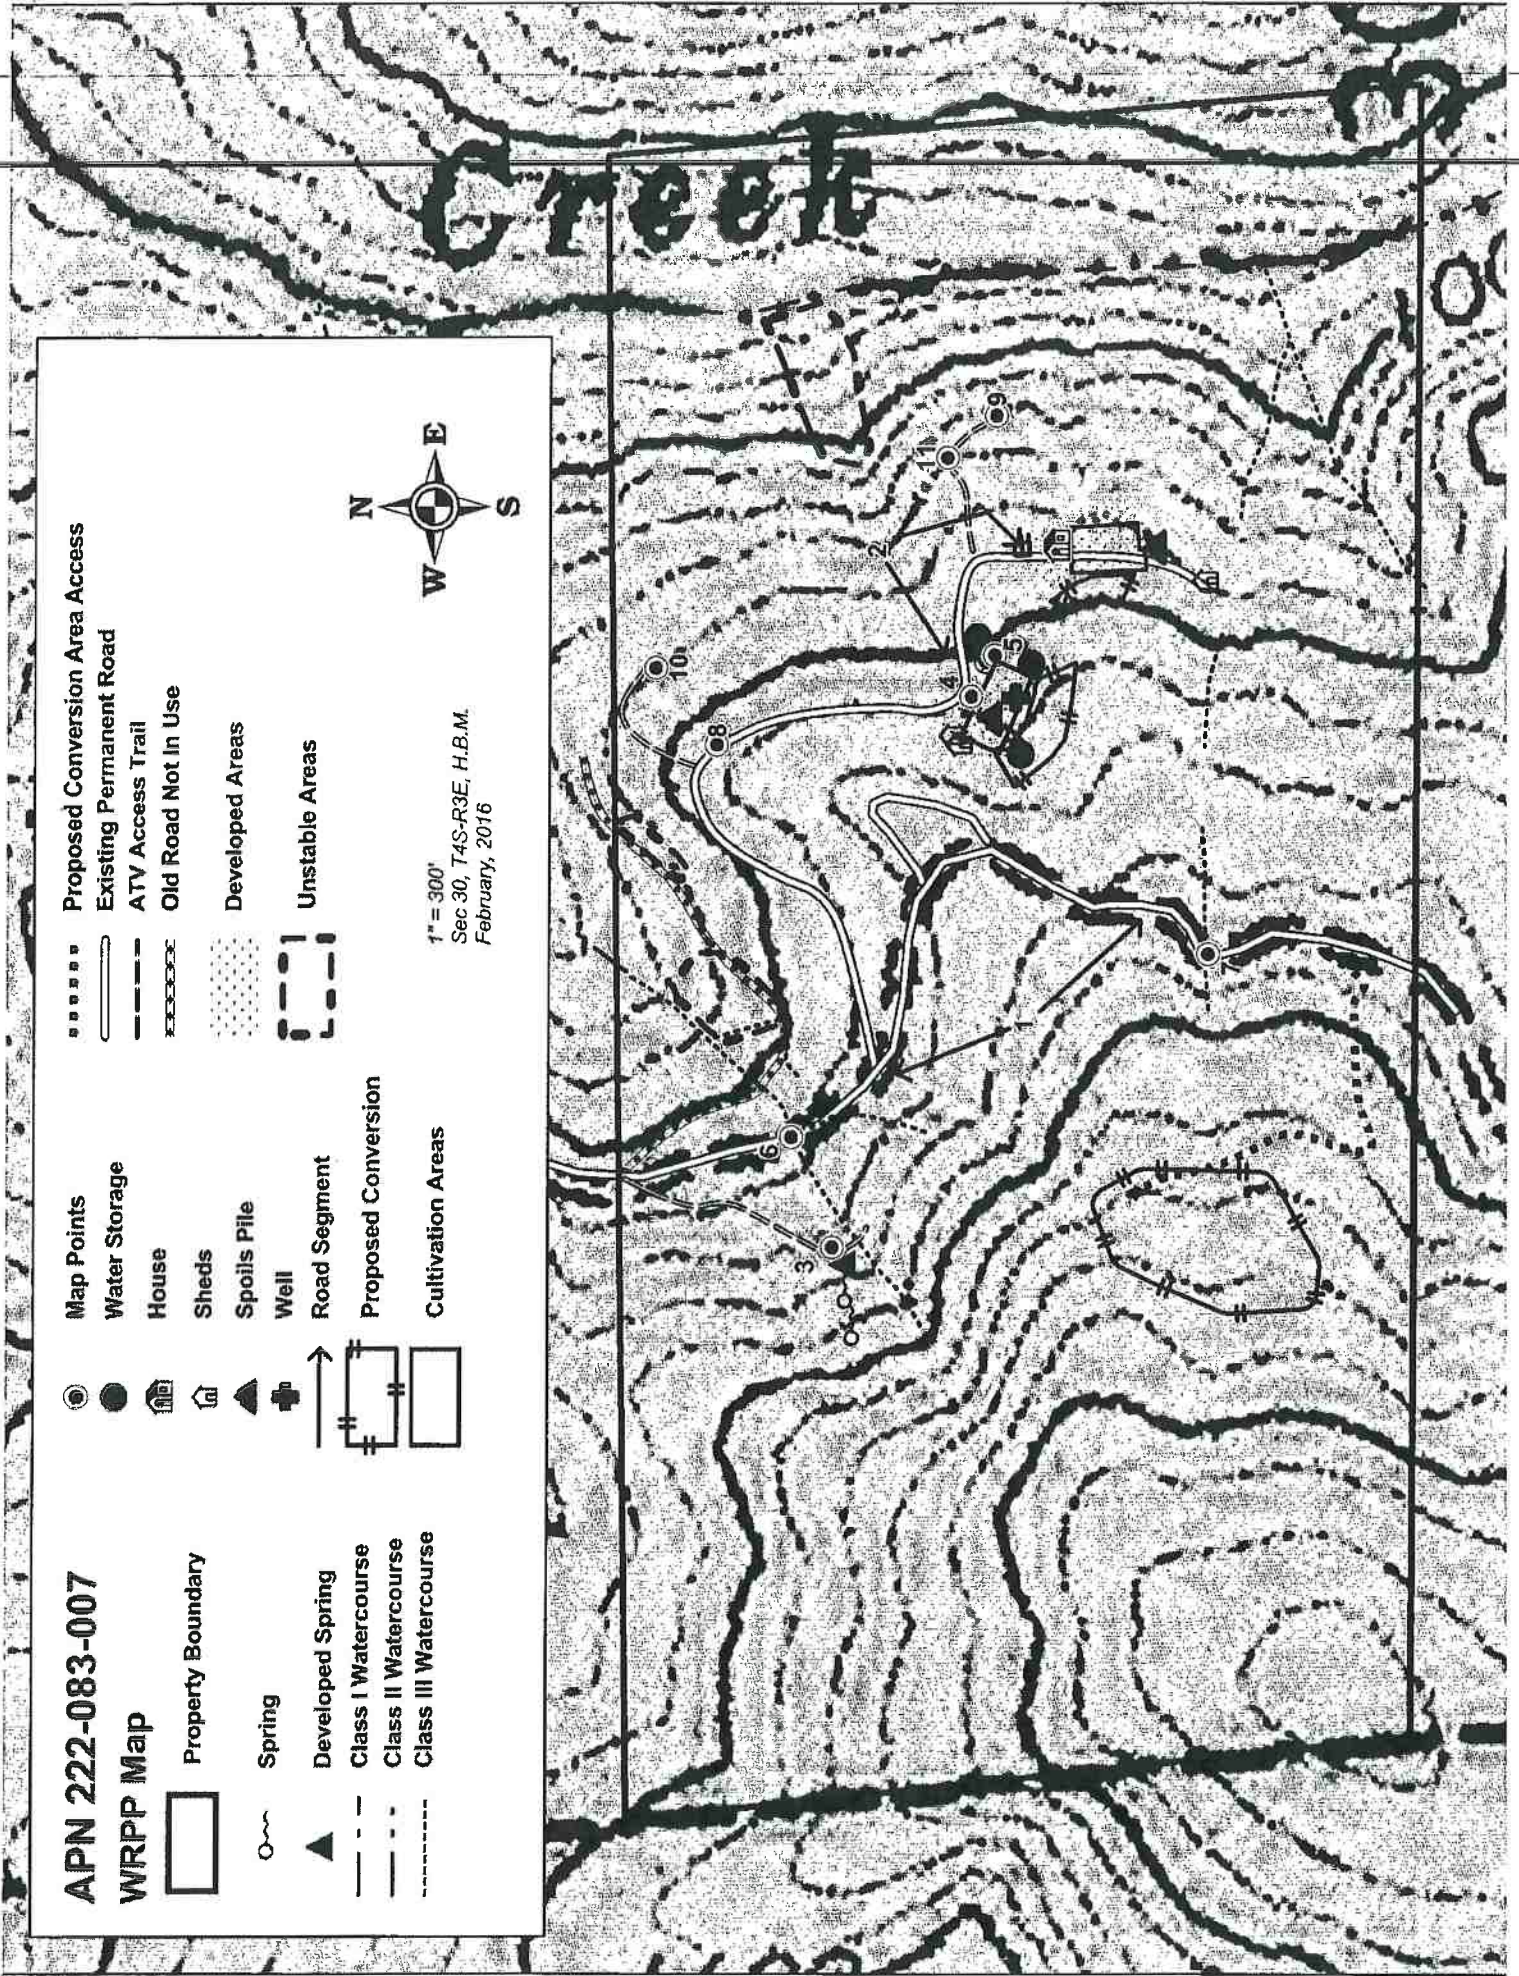 APN 222-083-007
WRPP Map
Property Boundary
Spring
Developed Spring
Class I Watercourse
Class II Watercourse
Class III Watercourse
Map Points
Water Storage
House
Sheds
Spoils Pile
Well
Road Segment
Proposed Conversion
Cultivation Areas
Proposed Conversion Area Access
Existing Permanent Road
ATV Access Trail
Old Road Not In Use
Developed Areas
Unstable Areas
1" = 300'
Sec 30, T4S-R3E, H.B.M.
February, 2016
N
W
E
S
Creek
10
8
6
3
4
5
2
11
9
1